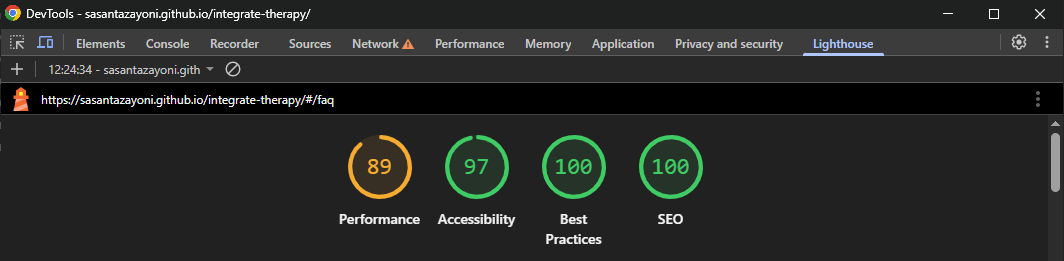 DevTools - sasantazayoni.github.io/integrate-therapy/
Elements Console Recorder Sources Network Performance Memory Application Privacy and security Lighthouse
12:24:34 - sasantazayoni.gith
https://sasantazayoni.github.io/integrate-therapy/#/faq
89 97 100 100
Performance Accessibility Best Practices SEO